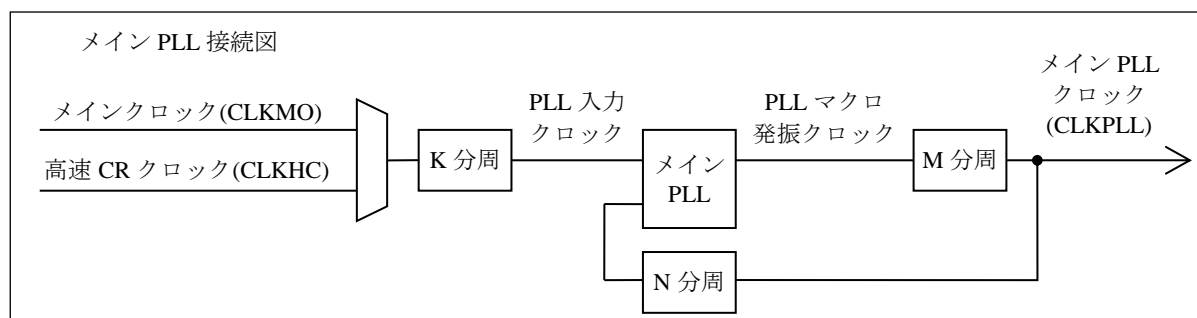 メイン PLL 接続図
メインクロック(CLKMO)
高速 CR クロック(CLKHC)
K 分周
PLL 入力
クロック
メイン
PLL
PLL マクロ
発振クロック
M 分周
メイン PLL
クロック
(CLKPLL)
N 分周